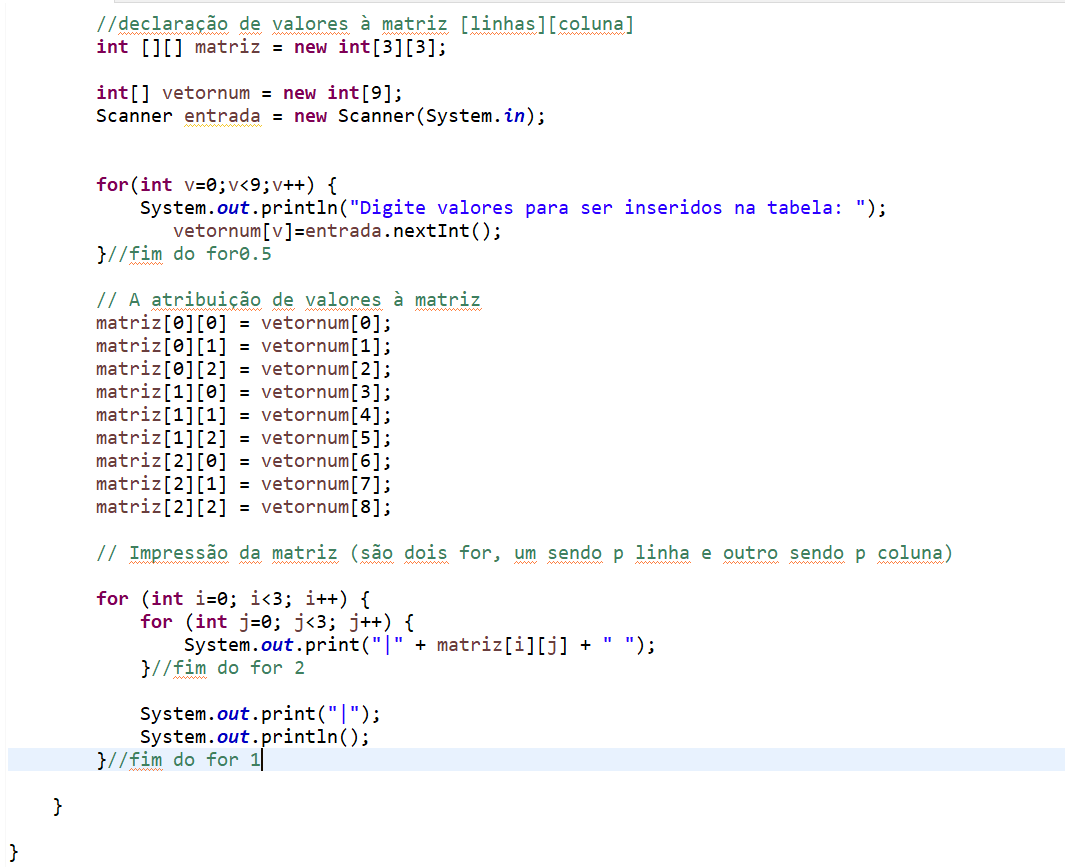 //declaração de valores à matriz [linhas][coluna]
int [][] matriz = new int[3][3];
int[] vetornum = new int[9];
Scanner entrada = new Scanner(System.in);
for(int v=0;v<9;v++) {
System.out.println("Digite valores para ser inseridos na tabela: ");
vetornum[v]=entrada.nextInt();
}//fim do for0.5
// A atribuição de valores à matriz
matriz[0][0] = vetornum[0];
matriz[0][1] = vetornum[1];
matriz[0][2] = vetornum[2];
matriz[1][0] = vetornum[3];
matriz[1][1] = vetornum[4];
matriz[1][2] = vetornum[5];
matriz[2][0] = vetornum[6];
matriz[2][1] = vetornum[7];
matriz[2][2] = vetornum[8];
// Impressão da matriz (são dois for, um sendo p linha e outro sendo p coluna)
for (int i=0; i<3; i++) {
for (int j=0; j<3; j++) {
System.out.print("|" + matriz[i][j] + " ");
}//fim do for 2
System.out.print("|");
System.out.println();
}//fim do for 1
}
}